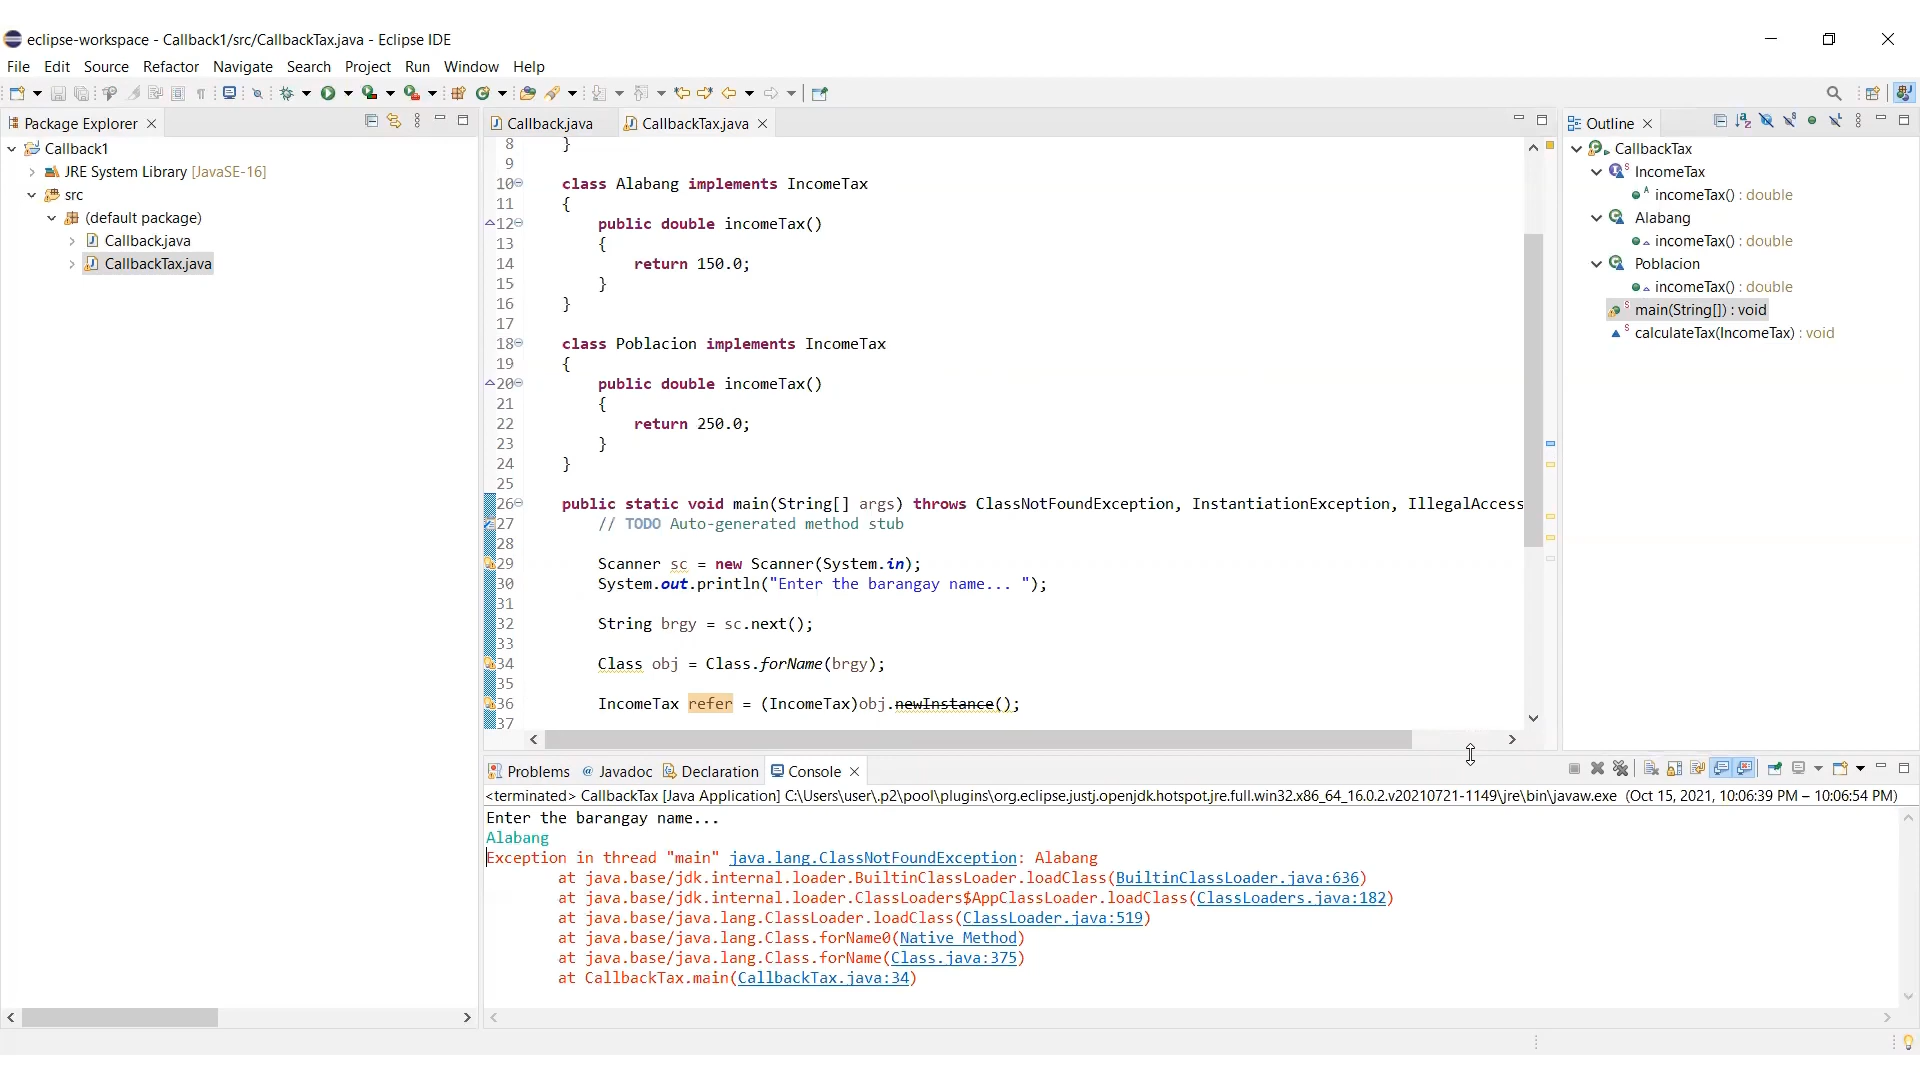 eclipse-workspace - Callback1/src/CallbackTax.java - Eclipse IDE
File Edit Source Refactor Navigate Search Project Run Window Help
Package Explorer
Callback1
JRE System Library [JavaSE-16]
src
(default package)
Callback.java
CallbackTax.java
Callback.java CallbackTax.java
8 }
9
10 class Alabang implements IncomeTax
11 {
12 public double incomeTax()
13 {
14 return 150.0;
15 }
16 }
17
18 class Poblacion implements IncomeTax
19 {
20 public double incomeTax()
21 {
22 return 250.0;
23 }
24 }
25
26 public static void main(String[] args) throws ClassNotFoundException, InstantiationException, IllegalAccess
27 // TODO Auto-generated method stub
28
29 Scanner sc = new Scanner(System.in);
30 System.out.println("Enter the barangay name... ");
31
32 String brgy = sc.next();
33
34 Class obj = Class.forName(brgy);
35
36 IncomeTax refer = (IncomeTax)obj.newInstance();
37
Outline
CallbackTax
IncomeTax
incomeTax() : double
Alabang
incomeTax() : double
Poblacion
incomeTax() : double
main(String[]) : void
calculateTax(IncomeTax) : void
Problems Javadoc Declaration Console
<terminated> CallbackTax [Java Application] C:\Users\user\.p2\pool\plugins\org.eclipse.justj.openjdk.hotspot.jre.full.win32.x86_64_16.0.2.v20210721-1149\jre\bin\javaw.exe (Oct 15, 2021, 10:06:39 PM – 10:06:54 PM)
Enter the barangay name...
Alabang
Exception in thread "main" java.lang.ClassNotFoundException: Alabang
at java.base/jdk.internal.loader.BuiltinClassLoader.loadClass(BuiltinClassLoader.java:636)
at java.base/jdk.internal.loader.ClassLoaders$AppClassLoader.loadClass(ClassLoaders.java:182)
at java.base/java.lang.ClassLoader.loadClass(ClassLoader.java:519)
at java.base/java.lang.Class.forName0(Native Method)
at java.base/java.lang.Class.forName(Class.java:375)
at CallbackTax.main(CallbackTax.java:34)